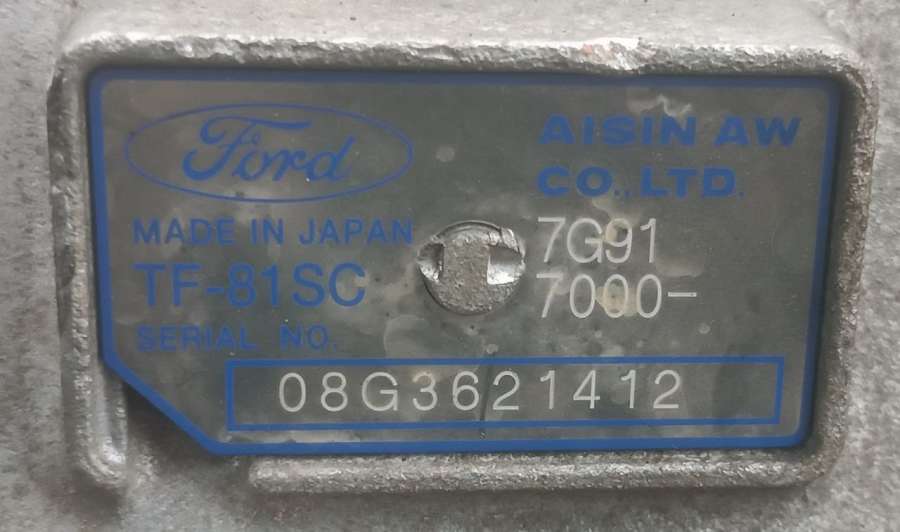 Ford
AISIN AW
CO.,LTD.
MADE IN JAPAN
7G91
TF-81SC
7000-
SERIAL NO.
08G3621412